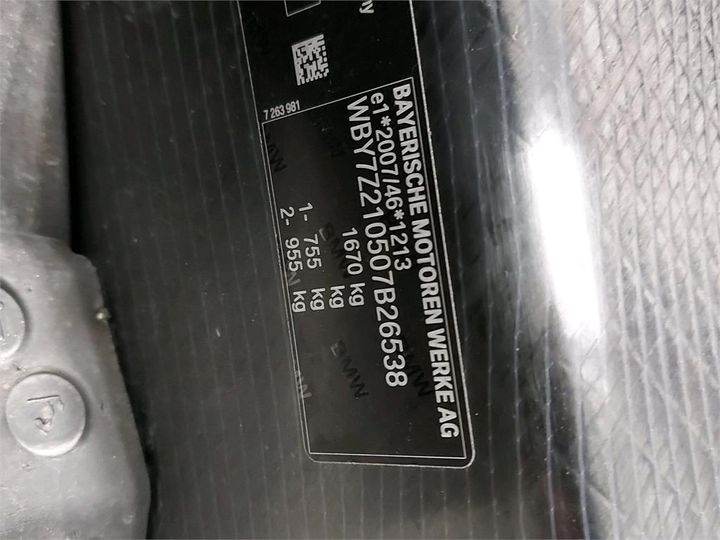 BAYERISCHE MOTOREN WERKE AG
e1*2007/46*1213
WBY7Z210507B26538
1670 kg
1- 755 kg
2- 955 kg
7 263 981